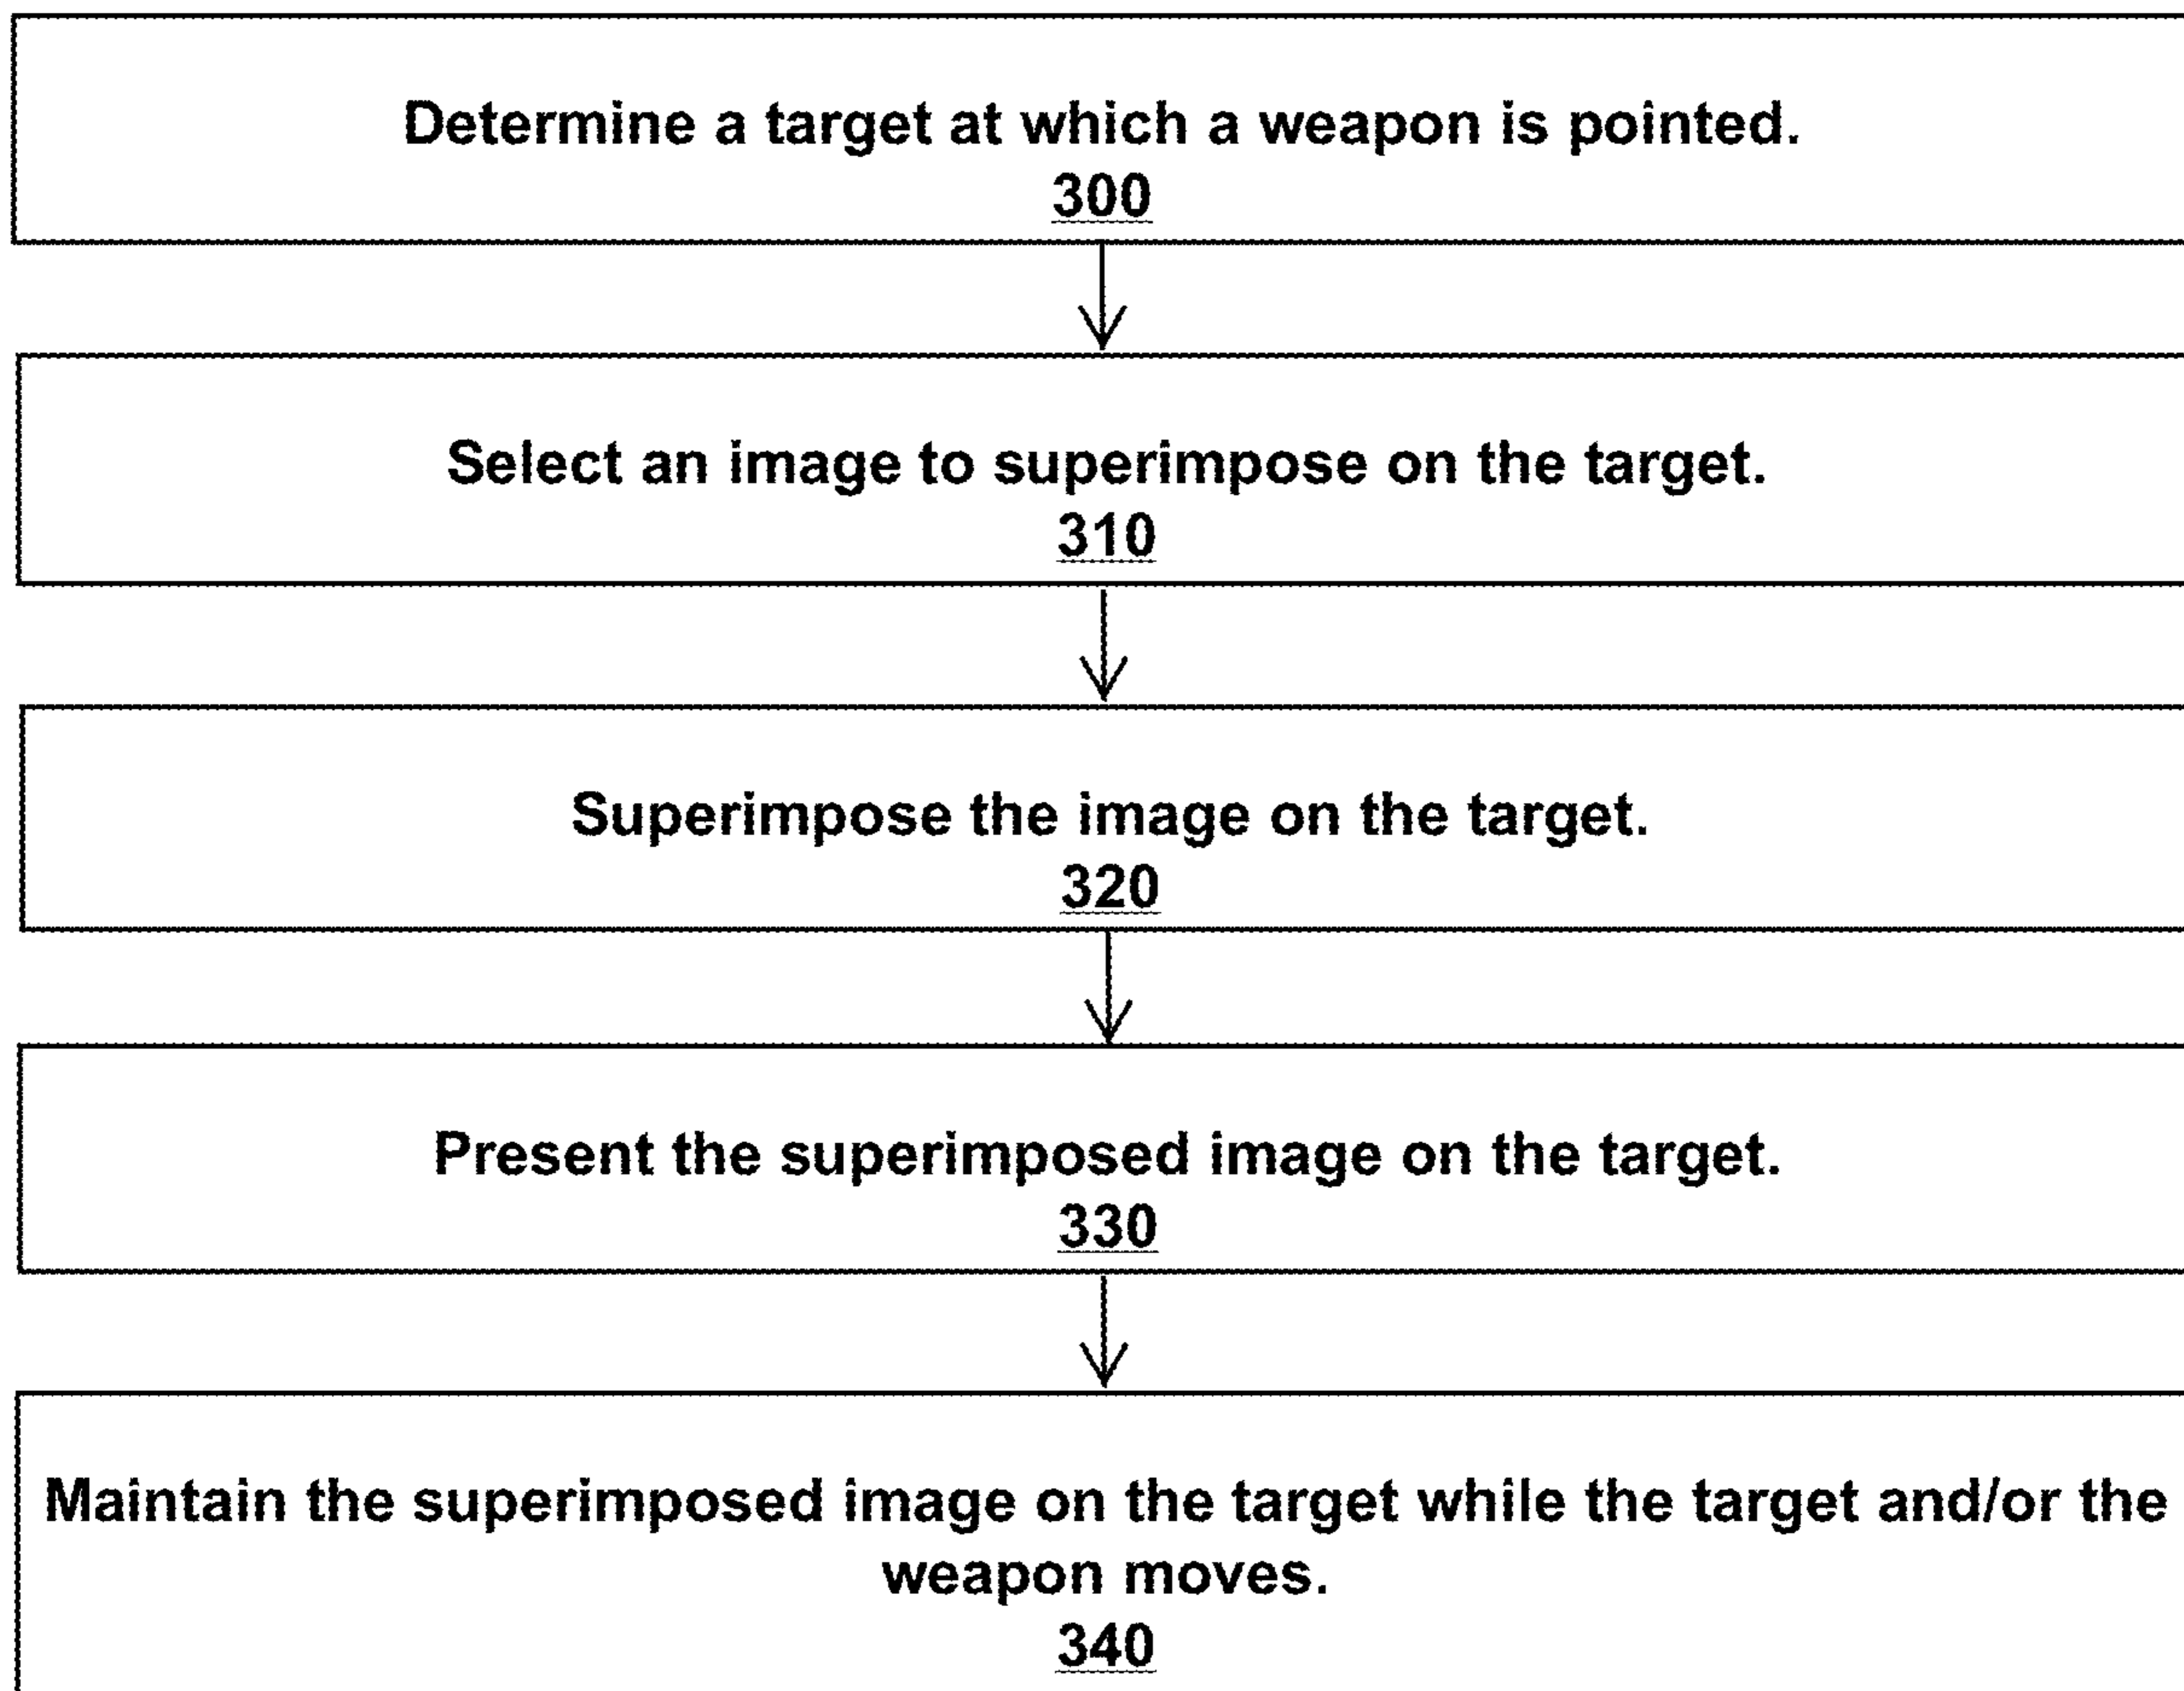 Determine a target at which a weapon is pointed.
300
Select an image to superimpose on the target.
310
Superimpose the image on the target.
320
Present the superimposed image on the target.
330
Maintain the superimposed image on the target while the target and/or the
weapon moves.
340